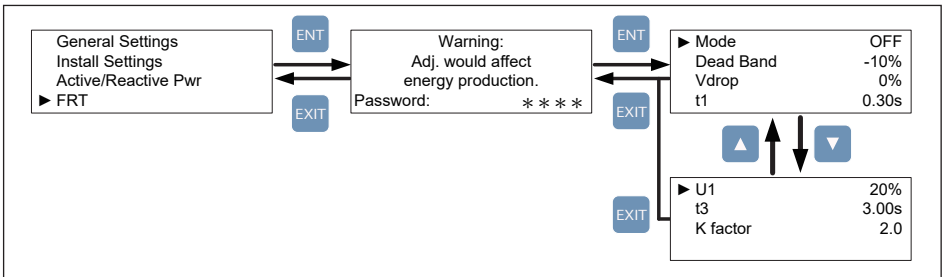 General Settings
Install Settings
Active/Reactive Pwr
► FRT
ENT
EXIT
Warning:
Adj. would affect
energy production.
Password: ＊＊＊＊
ENT
EXIT
► Mode OFF
Dead Band -10%
Vdrop 0%
t1 0.30s
▲ ▼
EXIT
► U1 20%
t3 3.00s
K factor 2.0